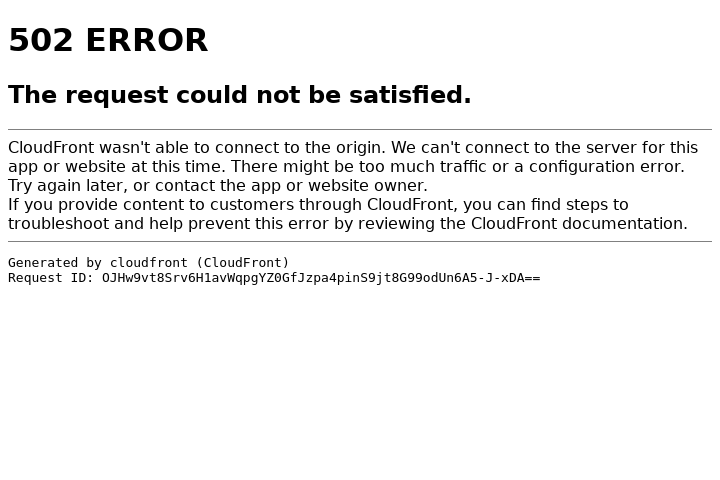 502 ERROR
The request could not be satisfied.
CloudFront wasn't able to connect to the origin. We can't connect to the server for this
app or website at this time. There might be too much traffic or a configuration error.
Try again later, or contact the app or website owner.
If you provide content to customers through CloudFront, you can find steps to
troubleshoot and help prevent this error by reviewing the CloudFront documentation.
Generated by cloudfront (CloudFront)
Request ID: OJHw9vt8Srv6H1avWqpgYZ0GfJzpa4pinS9jt8G99odUn6A5-J-xDA==